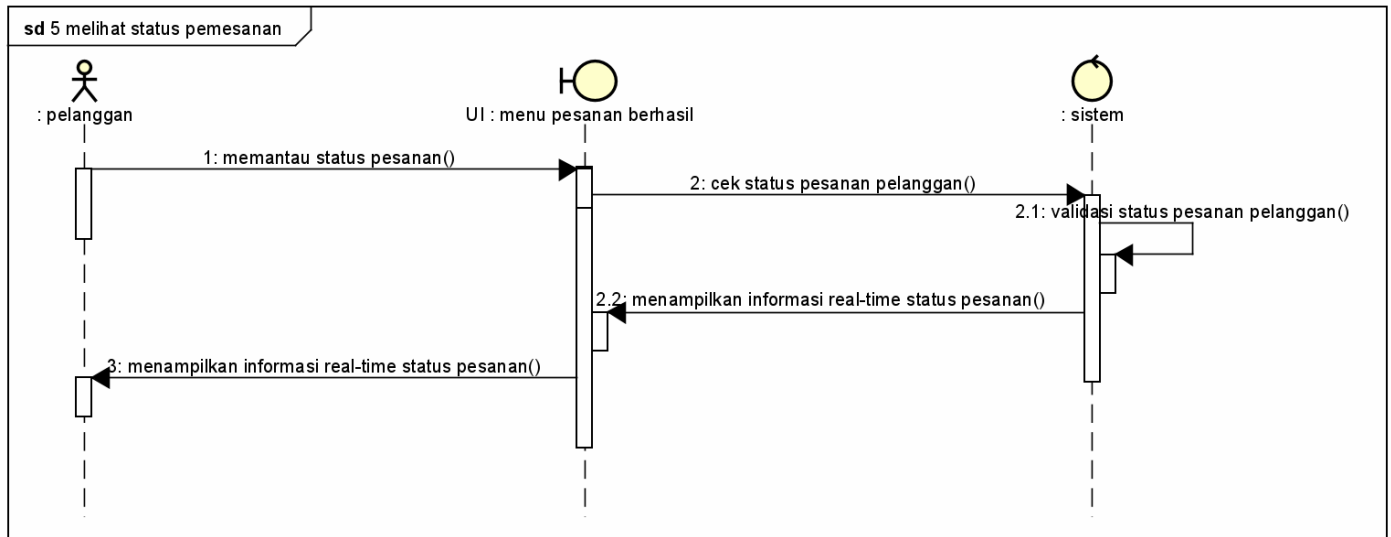 sd 5 melihat status pemesanan
: pelanggan
UI : menu pesanan berhasil
: sistem
1: memantau status pesanan()
2: cek status pesanan pelanggan()
2.1: validasi status pesanan pelanggan()
2.2: menampilkan informasi real-time status pesanan()
3: menampilkan informasi real-time status pesanan()